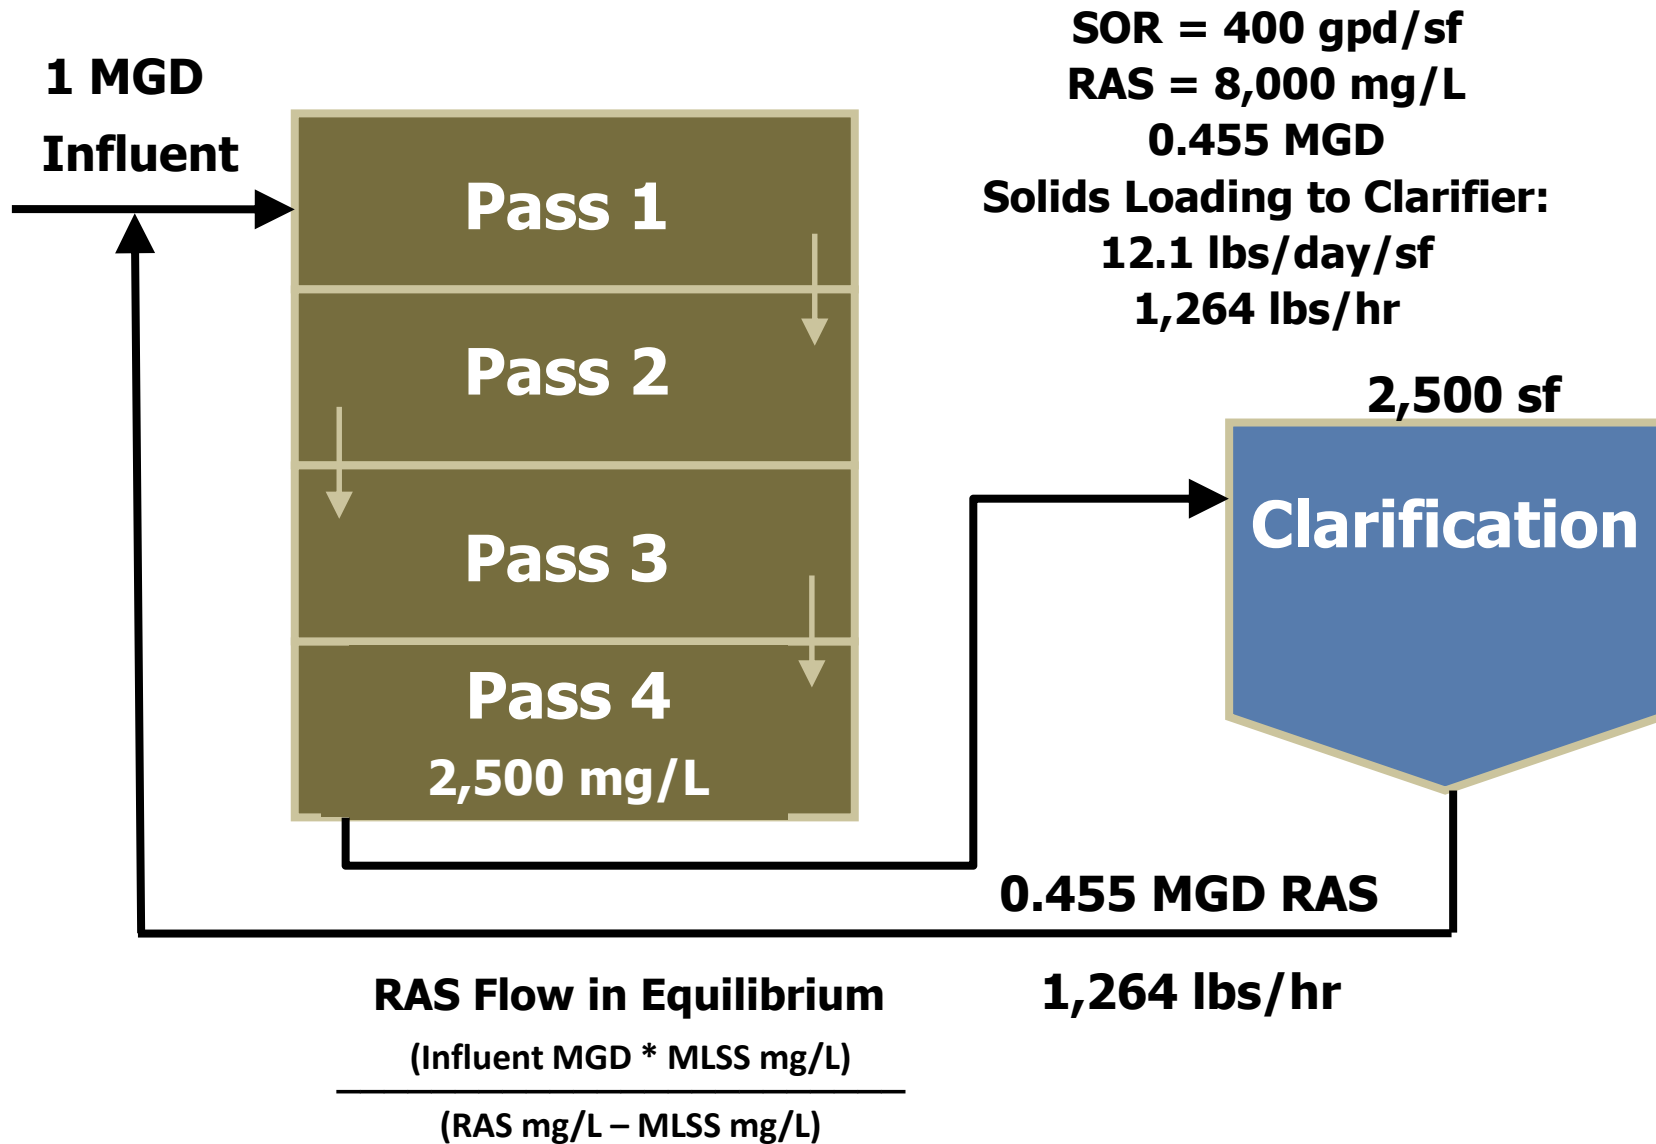 1 MGD
Influent
SOR = 400 gpd/sf
RAS = 8,000 mg/L
0.455 MGD
Solids Loading to Clarifier:
12.1 lbs/day/sf
1,264 lbs/hr
Pass 1
Pass 2
Pass 3
Pass 4
2,500 mg/L
2,500 sf
Clarification
0.455 MGD RAS
1,264 lbs/hr
RAS Flow in Equilibrium
(Influent MGD * MLSS mg/L)
(RAS mg/L – MLSS mg/L)